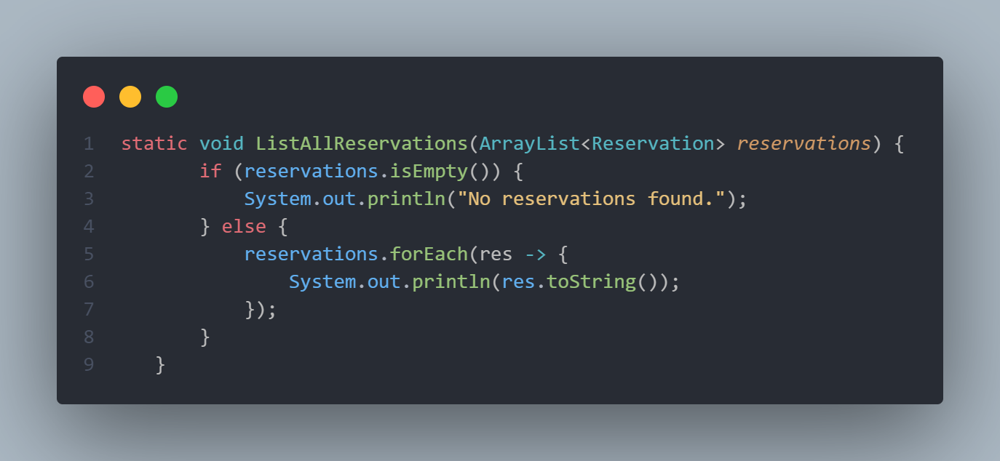 1 static void ListAllReservations(ArrayList<Reservation> reservations) {
2 if (reservations.isEmpty()) {
3 System.out.println("No reservations found.");
4 } else {
5 reservations.forEach(res -> {
6 System.out.println(res.toString());
7 });
8 }
9 }